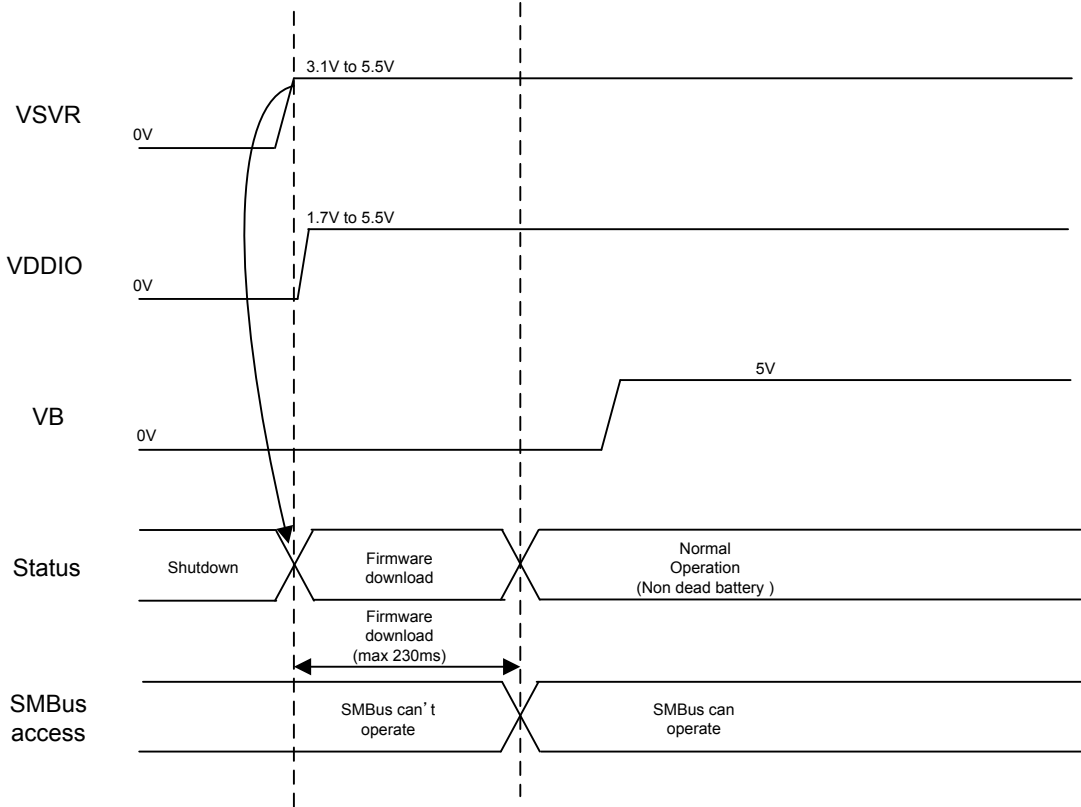 3.1V to 5.5V
VSVR
0V
1.7V to 5.5V
VDDIO
0V
5V
VB
0V
Status
Shutdown
Firmware
download
Normal
Operation
(Non dead battery )
Firmware
download
(max 230ms)
SMBus
access
SMBus can't
operate
SMBus can
operate